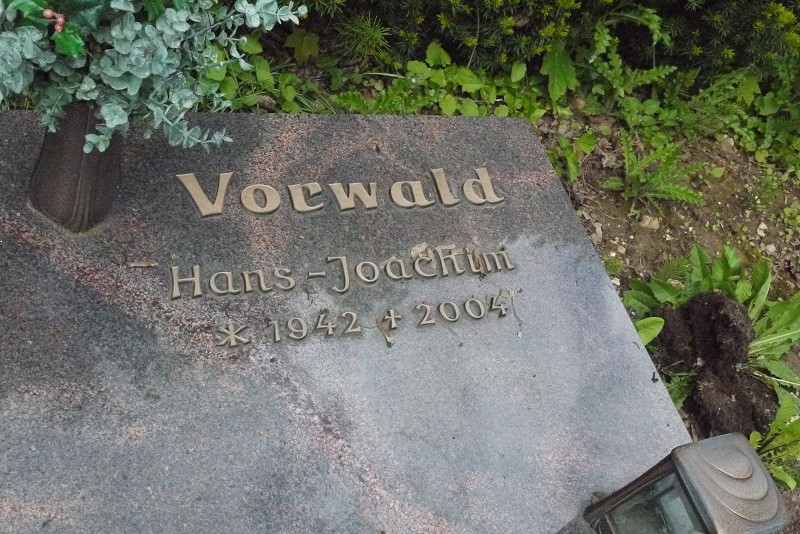 Vorwald
Hans-Joachim
* 1942 † 2004